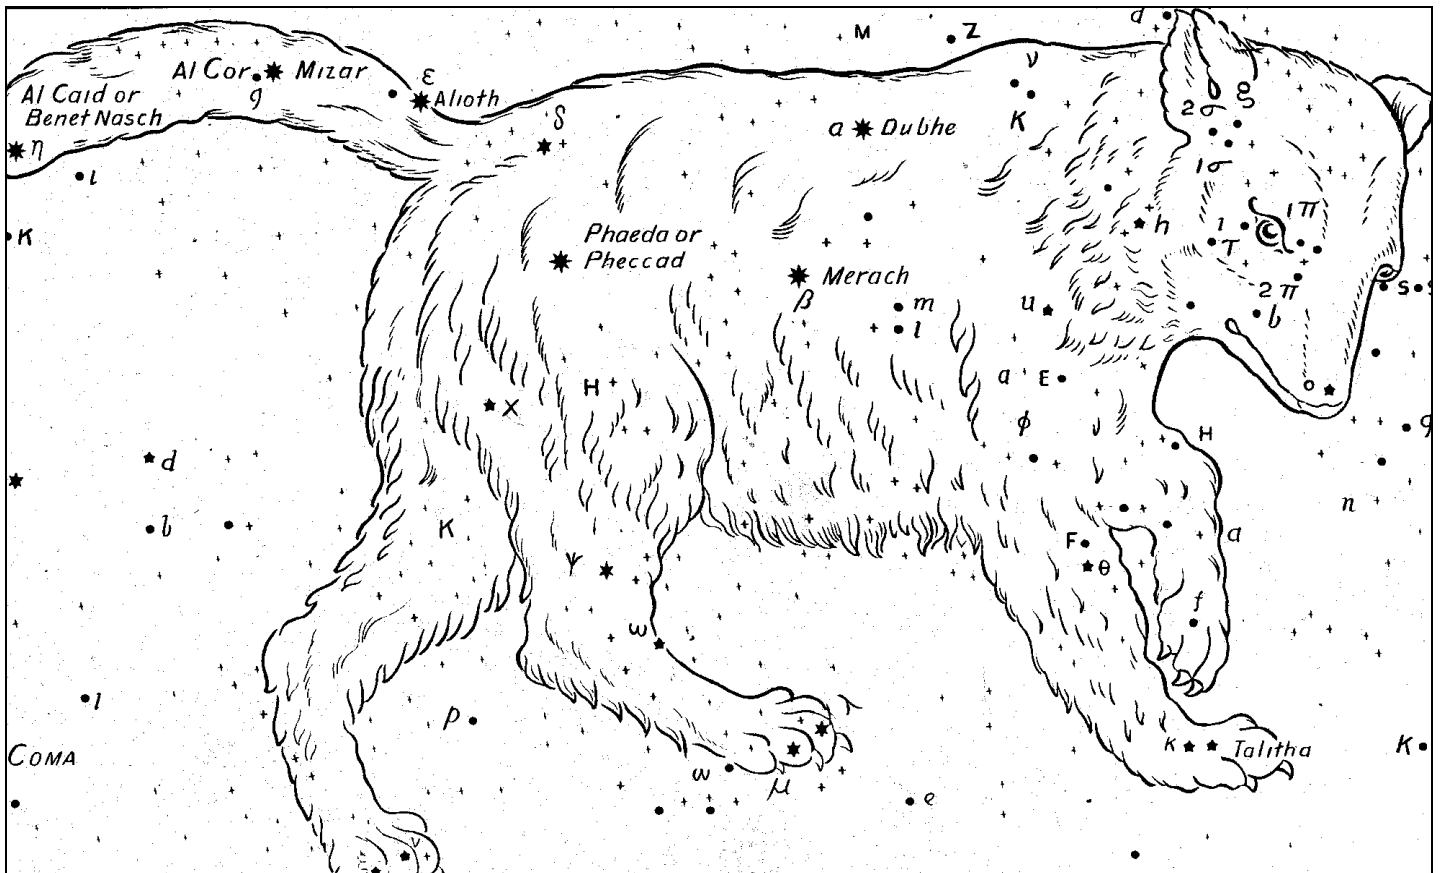 M
Z
d
Al Cor
Mizar
g
ε
Alioth
Al Caid or
Benet Nasch
η
ι
K
δ
α
Dubhe
ν
K
2σ
g
1σ
h
1π
1
τ
2π
b
s
s
Phaeda or
Pheccad
Merach
β
m
l
u
a
E
o
H
X
φ
H
q
d
n
b
K
a
F
θ
ψ
f
ω
l
p
λ
ω
μ
K
Talitha
K
COMA
e
ν